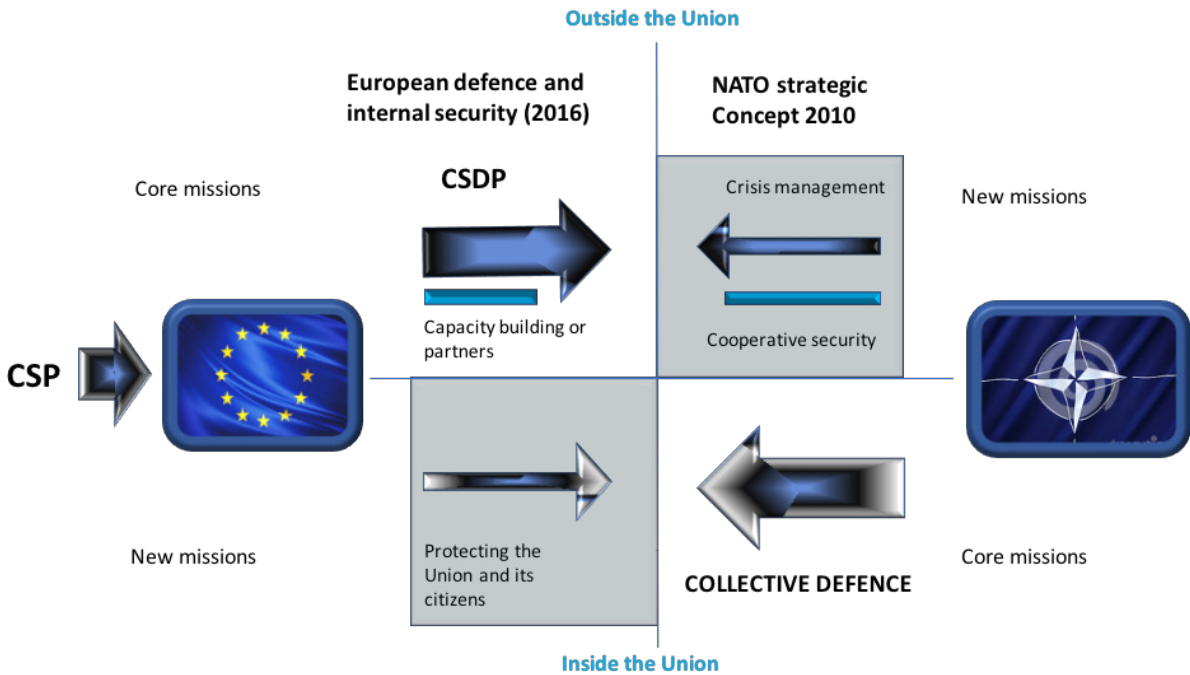 Outside the Union
European defence and
internal security (2016)
NATO strategic
Concept 2010
Core missions
CSDP
Crisis management
New missions
Capacity building or
partners
Cooperative security
CSP
New missions
Protecting the
Union and its
citizens
COLLECTIVE DEFENCE
Core missions
Inside the Union